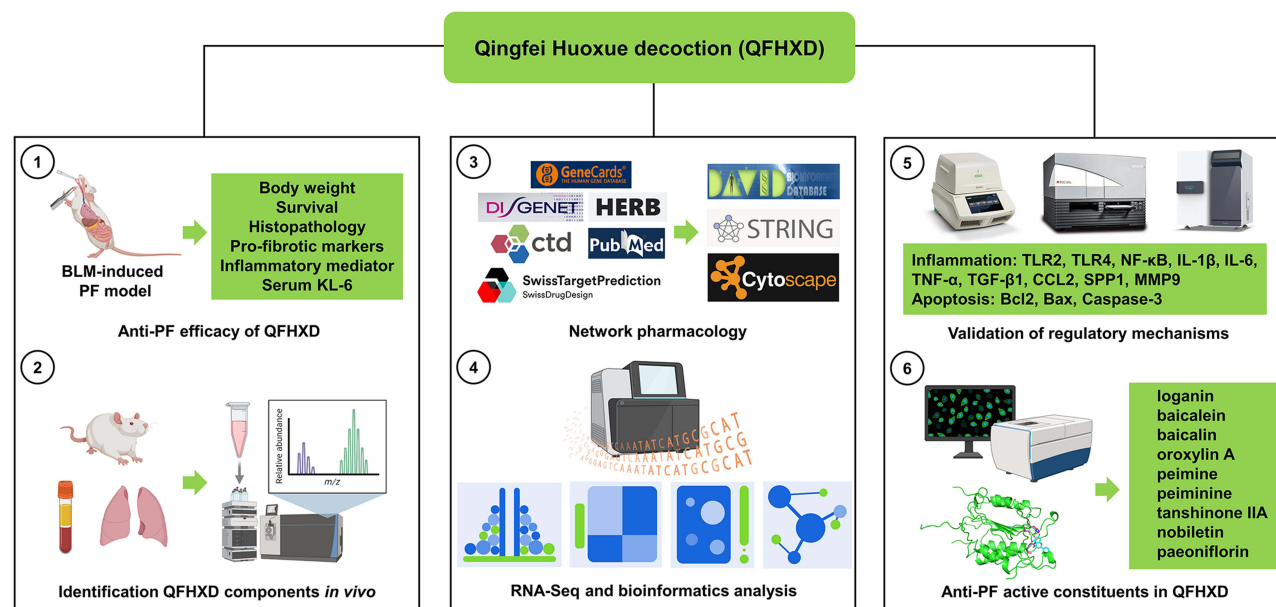 Qingfei Huoxue decoction (QFHXD)
1
BLM-induced
PF model
Body weight
Survival
Histopathology
Pro-fibrotic markers
Inflammatory mediator
Serum KL-6
Anti-PF efficacy of QFHXD
2
Relative abundance
m/z
Identification QFHXD components in vivo
3
GeneCards
THE HUMAN GENE DATABASE
DISGENET
HERB
ctd
PubMed
SwissTargetPrediction
SwissDrugDesign
DAVID BIOINFORM
DATABASE
STRING
Cytoscape
Network pharmacology
4
RNA-Seq and bioinformatics analysis
5
Inflammation: TLR2, TLR4, NF-κB, IL-1β, IL-6,
TNF-α, TGF-β1, CCL2, SPP1, MMP9
Apoptosis: Bcl2, Bax, Caspase-3
Validation of regulatory mechanisms
6
loganin
baicalein
baicalin
oroxylin A
peimine
peiminine
tanshinone IIA
nobiletin
paeoniflorin
Anti-PF active constituents in QFHXD